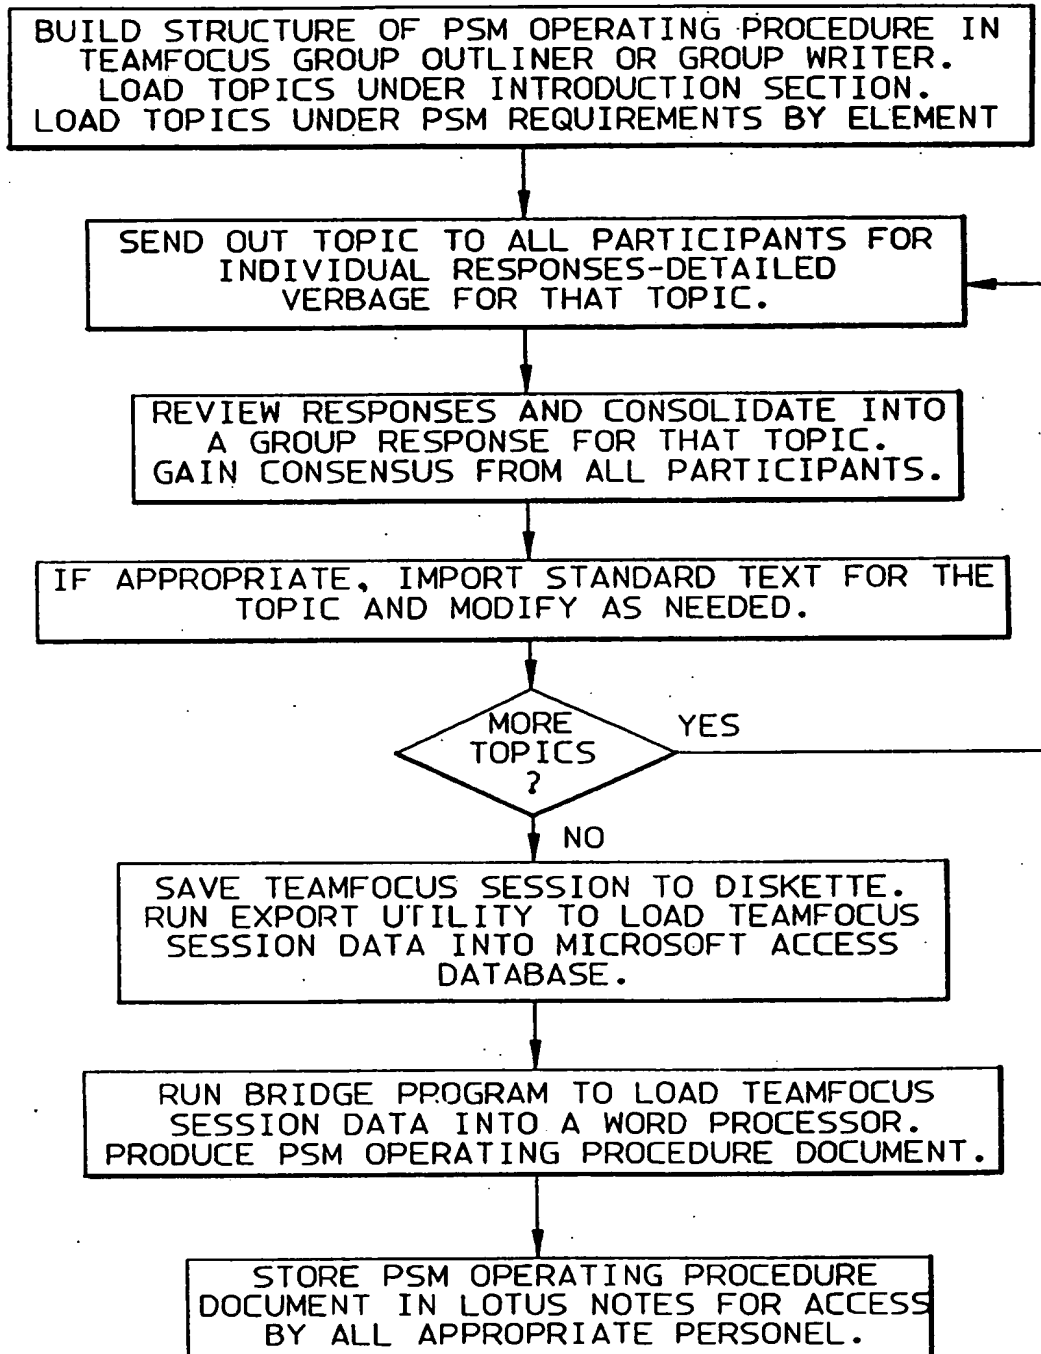 BUILD STRUCTURE OF PSM OPERATING PROCEDURE IN
TEAMFOCUS GROUP OUTLINER OR GROUP WRITER.
LOAD TOPICS UNDER INTRODUCTION SECTION.
LOAD TOPICS UNDER PSM REQUIREMENTS BY ELEMENT
SEND OUT TOPIC TO ALL PARTICIPANTS FOR
INDIVIDUAL RESPONSES-DETAILED
VERBAGE FOR THAT TOPIC.
REVIEW RESPONSES AND CONSOLIDATE INTO
A GROUP RESPONSE FOR THAT TOPIC.
GAIN CONSENSUS FROM ALL PARTICIPANTS.
IF APPROPRIATE, IMPORT STANDARD TEXT FOR THE
TOPIC AND MODIFY AS NEEDED.
MORE
TOPICS
?
YES
NO
SAVE TEAMFOCUS SESSION TO DISKETTE.
RUN EXPORT UTILITY TO LOAD TEAMFOCUS
SESSION DATA INTO MICROSOFT ACCESS
DATABASE.
RUN BRIDGE PROGRAM TO LOAD TEAMFOCUS
SESSION DATA INTO A WORD PROCESSOR.
PRODUCE PSM OPERATING PROCEDURE DOCUMENT.
STORE PSM OPERATING PROCEDURE
DOCUMENT IN LOTUS NOTES FOR ACCESS
BY ALL APPROPRIATE PERSONEL.